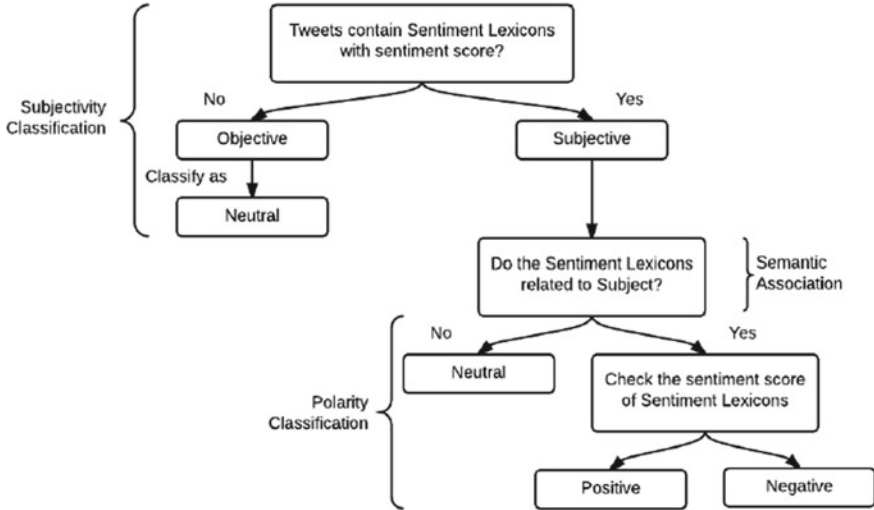 Tweets contain Sentiment Lexicons
with sentiment score?
No
Yes
Subjectivity
Classification
Objective
Subjective
Classify as
Neutral
Do the Sentiment Lexicons
related to Subject?
Semantic
Association
No
Yes
Neutral
Check the sentiment score
of Sentiment Lexicons
Polarity
Classification
Positive
Negative